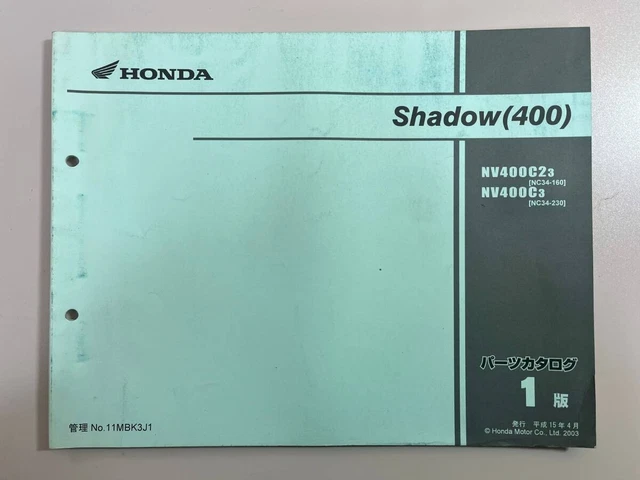 HONDA
Shadow(400)
NV400C23
[NC34-160]
NV400C3
[NC34-230]
パーツカタログ
1版
管理 No.11MBK3J1
発行 平成 15年 4月
© Honda Motor Co., Ltd. 2003